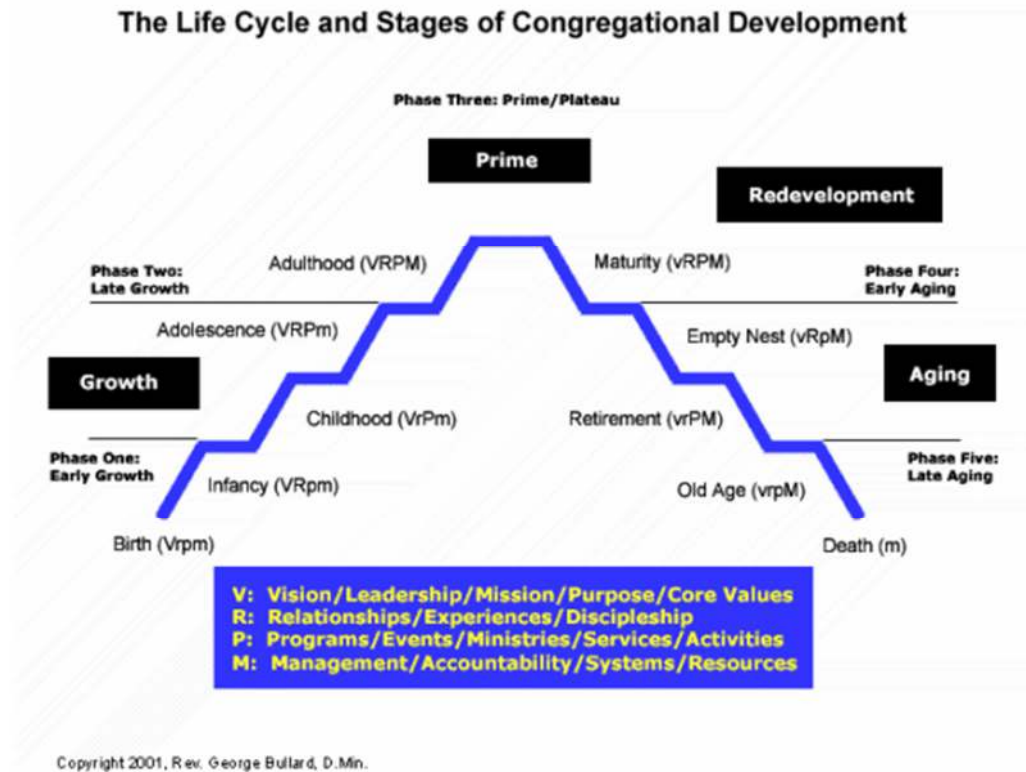 The Life Cycle and Stages of Congregational Development
Phase Three: Prime/Plateau
Prime
Redevelopment
Adulthood (VRPM)
Maturity (vRPM)
Phase Two:
Late Growth
Phase Four:
Early Aging
Adolescence (VRPm)
Empty Nest (vRpM)
Growth
Aging
Childhood (VrPm)
Retirement (vrPM)
Phase One:
Early Growth
Phase Five:
Late Aging
Infancy (VRpm)
Old Age (vrpM)
Birth (Vrpm)
Death (m)
V: Vision/Leadership/Mission/Purpose/Core Values
R: Relationships/Experiences/Discipleship
P: Programs/Events/Ministries/Services/Activities
M: Management/Accountability/Systems/Resources
Copyright 2001, Rev. George Bullard, D.Min.